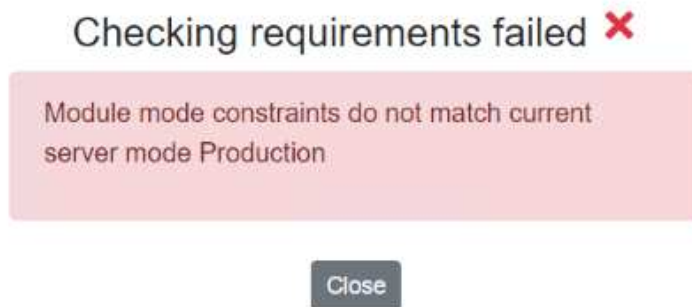 Checking requirements failed ❌
Module mode constraints do not match current
server mode Production
Close